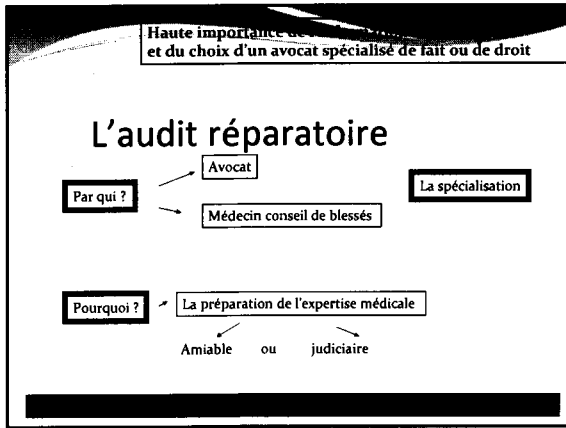 Haute importance de
et du choix d'un avocat spécialisé de fait ou de droit
L'audit réparatoire
Avocat
Par qui ?
La spécialisation
Médecin conseil de blessés
Pourquoi ?
La préparation de l'expertise médicale
Amiable ou judiciaire